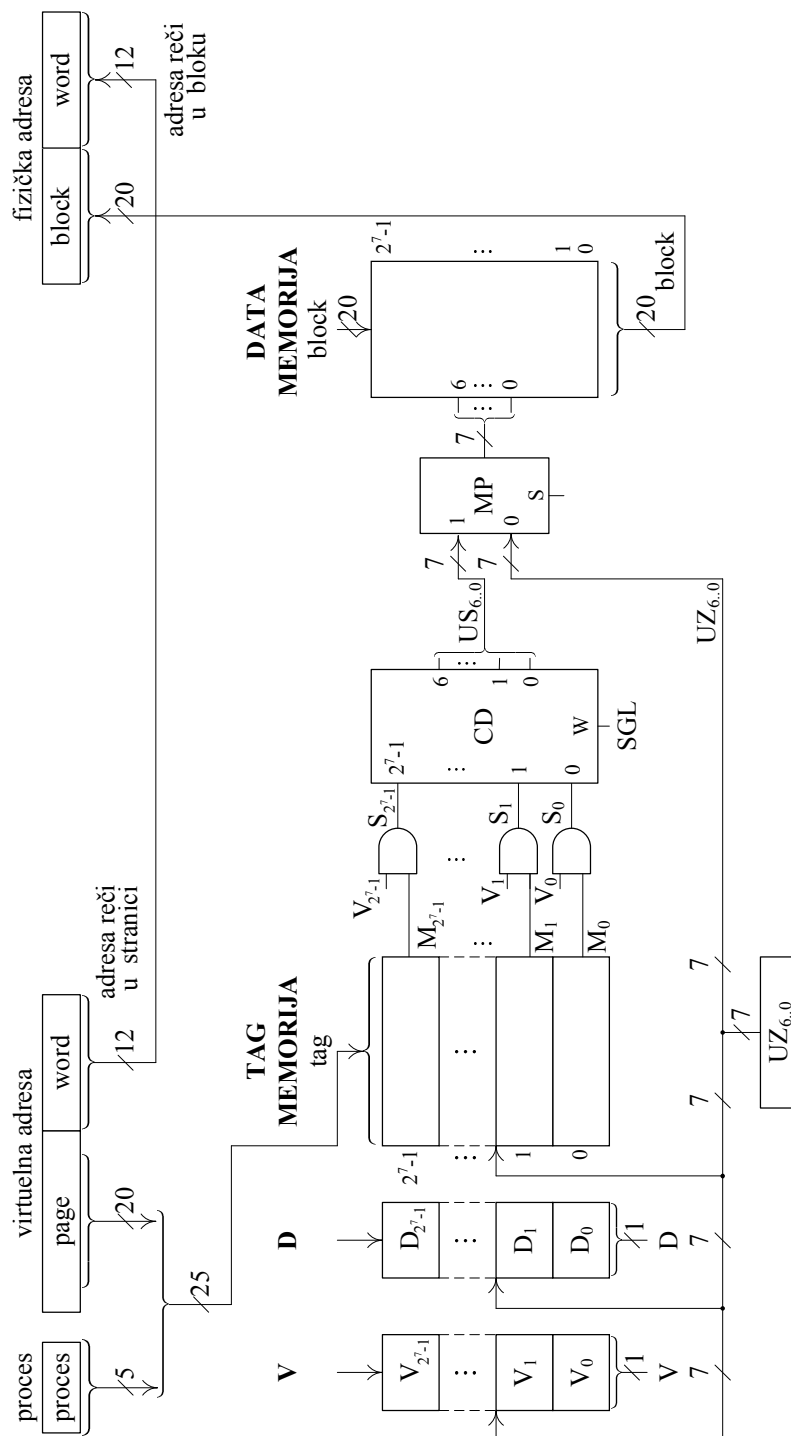 proces
virtuelna adresa
fizička adresa
proces
page
word
block
word
5
20
12
20
12
25
adresa reči
u stranici
adresa reči
u bloku
V
D
TAG
MEMORIJA
tag
DATA
MEMORIJA
block
20
V2⁷-1
...
V1
V0
1
V
7
D2⁷-1
...
D1
D0
1
D
7
2⁷-1
...
1
0
...
M2⁷-1
...
M1
M0
V2⁷-1
...
V1
V0
S2⁷-1
S1
S0
2⁷-1
...
1
0
CD
W
SGL
6
...
1
0
US6..0
7
7
1
MP
0
S
7
6
...
0
...
2⁷-1
...
1
0
20
block
7
7
7
UZ6..0
UZ6..0